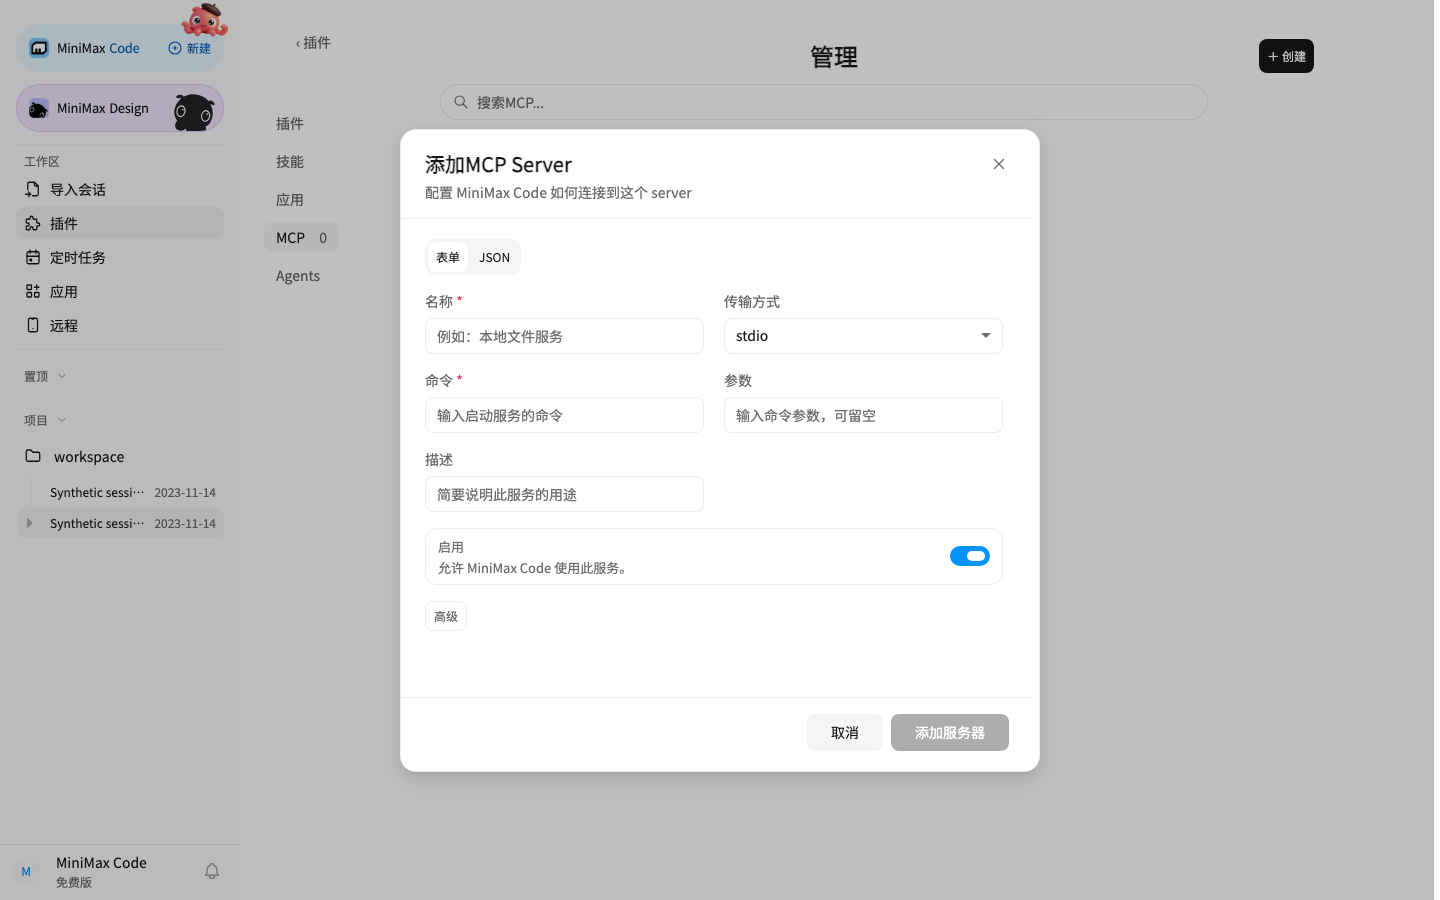 MiniMax Code
新建
MiniMax Design
工作区
导入会话
插件
定时任务
应用
远程
置顶
项目
workspace
Synthetic sessi··· 2023-11-14
Synthetic sessi··· 2023-11-14
MiniMax Code
免费版
‹ 插件
管理
+ 创建
搜索MCP...
插件
技能
应用
MCP 0
Agents
添加MCP Server
配置 MiniMax Code 如何连接到这个 server
表单 JSON
名称 *
传输方式
例如：本地文件服务
stdio
命令 *
参数
输入启动服务的命令
输入命令参数，可留空
描述
简要说明此服务的用途
启用
允许 MiniMax Code 使用此服务。
高级
取消
添加服务器
M